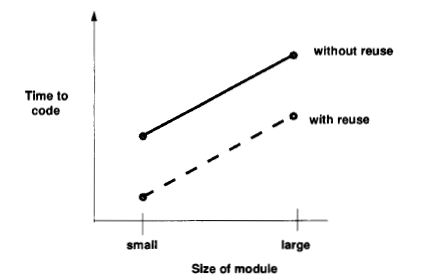 without reuse
Time to
code
with reuse
small
large
Size of module